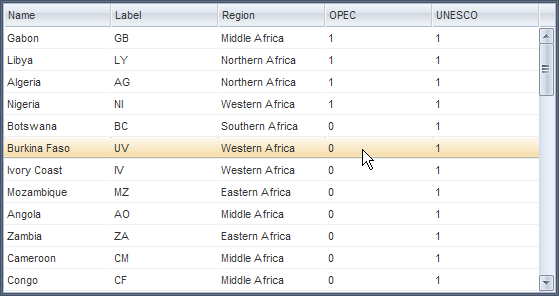 Name Label Region OPEC UNESCO
Gabon GB Middle Africa 1 1
Libya LY Northern Africa 1 1
Algeria AG Northern Africa 1 1
Nigeria NI Western Africa 1 1
Botswana BC Southern Africa 0 1
Burkina Faso UV Western Africa 0 1
Ivory Coast IV Western Africa 0 1
Mozambique MZ Eastern Africa 0 1
Angola AO Middle Africa 0 1
Zambia ZA Eastern Africa 0 1
Cameroon CM Middle Africa 0 1
Congo CF Middle Africa 0 1